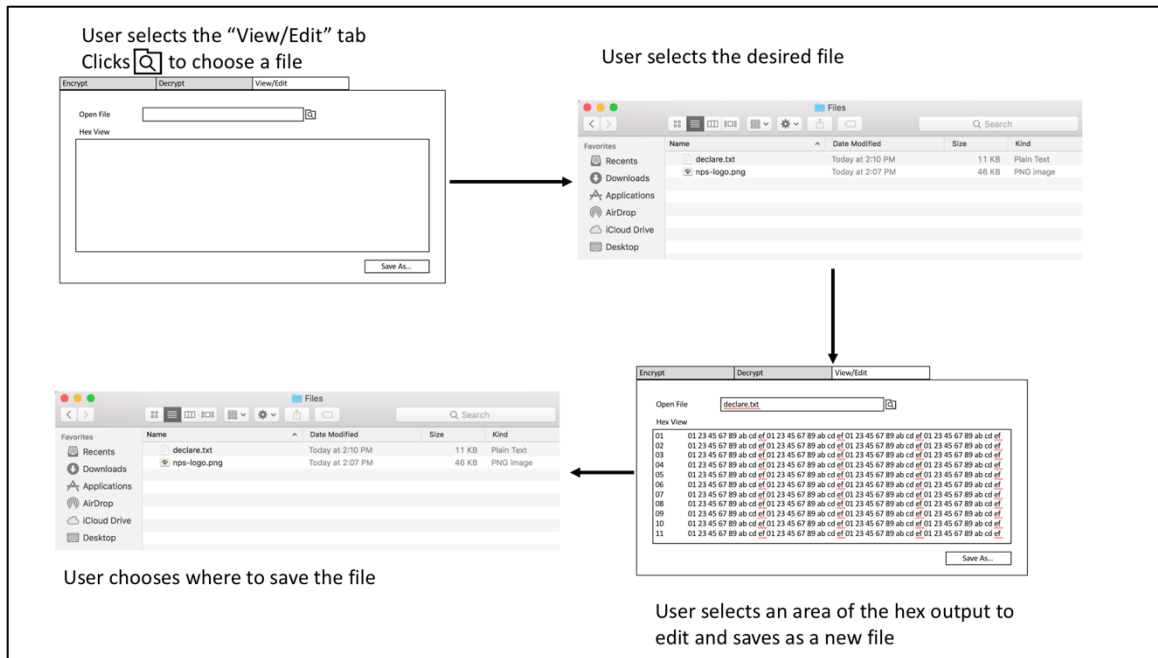 User selects the “View/Edit” tab
Clicks to choose a file
Encrypt Decrypt View/Edit
Open File
Hex View
Save As...
User selects the desired file
Files
Search
Favorites
Recents
Downloads
Applications
AirDrop
iCloud Drive
Desktop
Name Date Modified Size Kind
declare.txt Today at 2:10 PM 11 KB Plain Text
nps-logo.png Today at 2:07 PM 46 KB PNG image
Encrypt Decrypt View/Edit
Open File declare.txt
Hex View
01 01 23 45 67 89 ab cd ef 01 23 45 67 89 ab cd ef 01 23 45 67 89 ab cd ef 01 23 45 67 89 ab cd ef
02 01 23 45 67 89 ab cd ef 01 23 45 67 89 ab cd ef 01 23 45 67 89 ab cd ef 01 23 45 67 89 ab cd ef
03 01 23 45 67 89 ab cd ef 01 23 45 67 89 ab cd ef 01 23 45 67 89 ab cd ef 01 23 45 67 89 ab cd ef
04 01 23 45 67 89 ab cd ef 01 23 45 67 89 ab cd ef 01 23 45 67 89 ab cd ef 01 23 45 67 89 ab cd ef
05 01 23 45 67 89 ab cd ef 01 23 45 67 89 ab cd ef 01 23 45 67 89 ab cd ef 01 23 45 67 89 ab cd ef
06 01 23 45 67 89 ab cd ef 01 23 45 67 89 ab cd ef 01 23 45 67 89 ab cd ef 01 23 45 67 89 ab cd ef
07 01 23 45 67 89 ab cd ef 01 23 45 67 89 ab cd ef 01 23 45 67 89 ab cd ef 01 23 45 67 89 ab cd ef
08 01 23 45 67 89 ab cd ef 01 23 45 67 89 ab cd ef 01 23 45 67 89 ab cd ef 01 23 45 67 89 ab cd ef
09 01 23 45 67 89 ab cd ef 01 23 45 67 89 ab cd ef 01 23 45 67 89 ab cd ef 01 23 45 67 89 ab cd ef
10 01 23 45 67 89 ab cd ef 01 23 45 67 89 ab cd ef 01 23 45 67 89 ab cd ef 01 23 45 67 89 ab cd ef
11 01 23 45 67 89 ab cd ef 01 23 45 67 89 ab cd ef 01 23 45 67 89 ab cd ef 01 23 45 67 89 ab cd ef
Save As...
User selects an area of the hex output to
edit and saves as a new file
Files
Search
Favorites
Recents
Downloads
Applications
AirDrop
iCloud Drive
Desktop
Name Date Modified Size Kind
declare.txt Today at 2:10 PM 11 KB Plain Text
nps-logo.png Today at 2:07 PM 46 KB PNG image
User chooses where to save the file